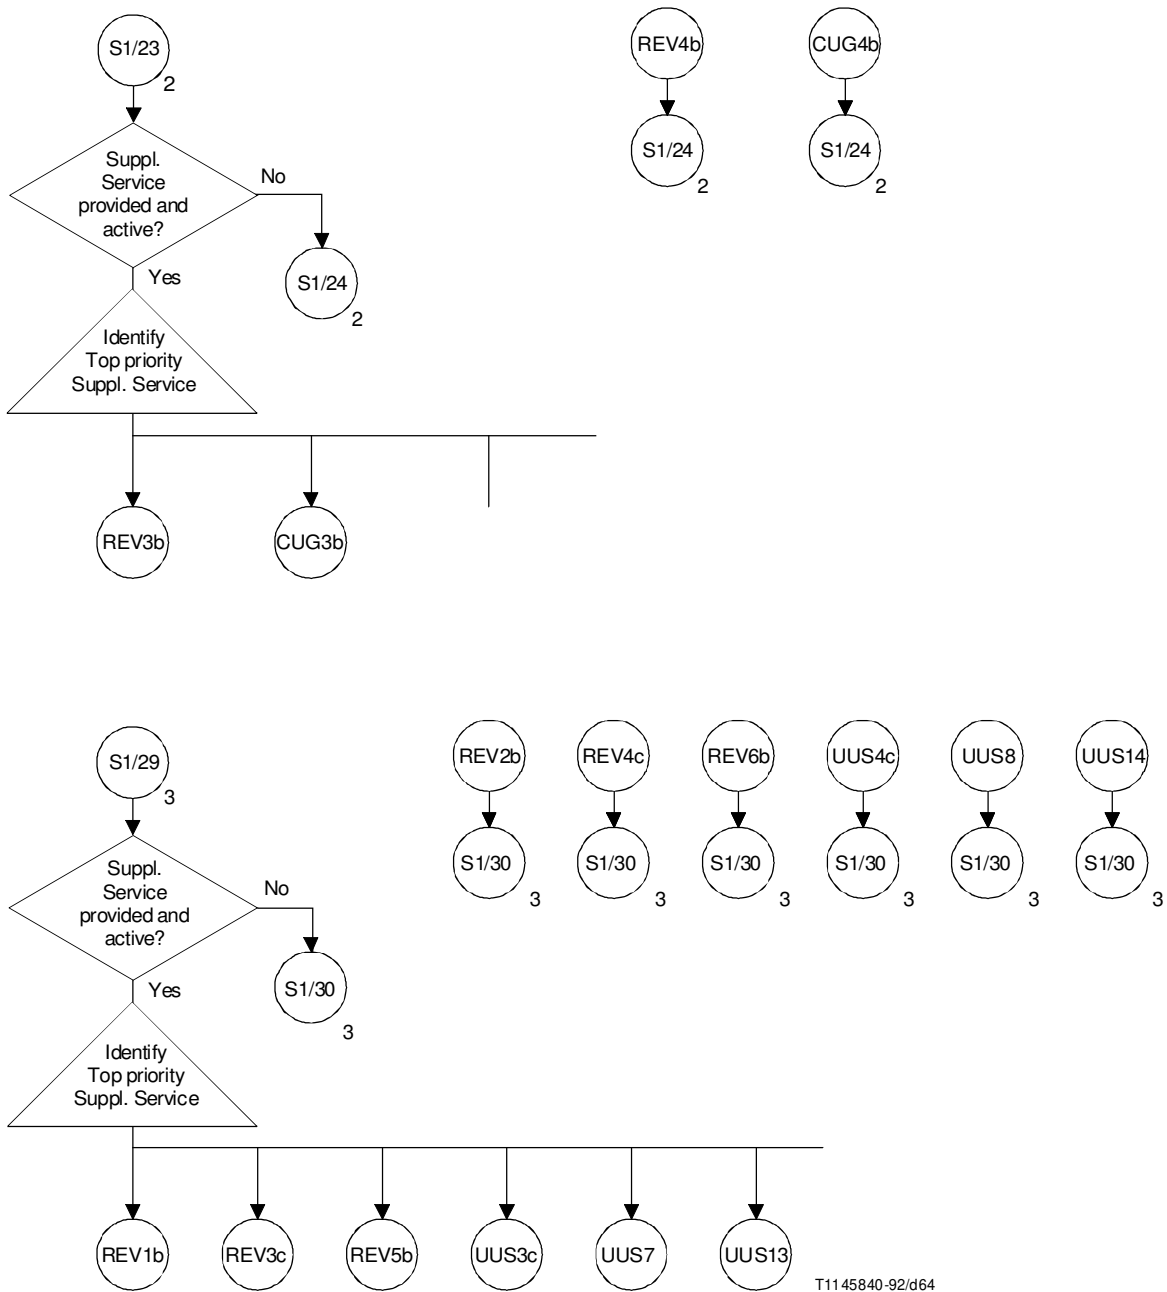 S1/23
2
Suppl.
Service
provided and
active?
No
S1/24
2
Yes
Identify
Top priority
Suppl. Service
REV3b
CUG3b
REV4b
S1/24
2
CUG4b
S1/24
2
S1/29
3
Suppl.
Service
provided and
active?
No
S1/30
3
Yes
Identify
Top priority
Suppl. Service
REV1b
REV3c
REV5b
UUS3c
UUS7
UUS13
REV2b
S1/30
3
REV4c
S1/30
3
REV6b
S1/30
3
UUS4c
S1/30
3
UUS8
S1/30
3
UUS14
S1/30
3
T1145840-92/d64